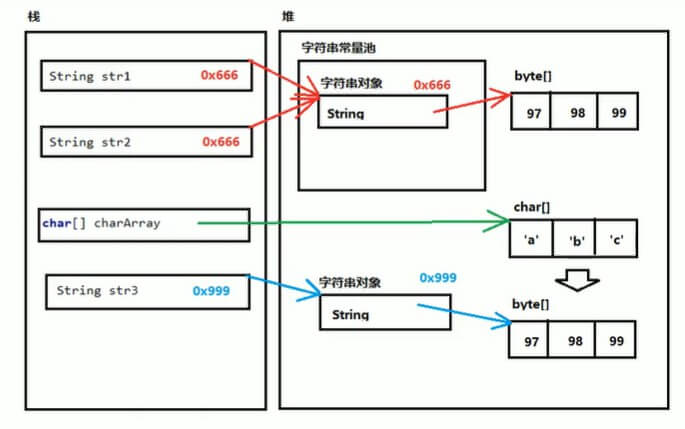 栈
堆
字符串常量池
String str1 0x666
字符串对象 0x666
byte[]
String
97 98 99
String str2 0x666
char[]
char[] charArray
'a' 'b' 'c'
字符串对象 0x999
String str3 0x999
byte[]
String
97 98 99